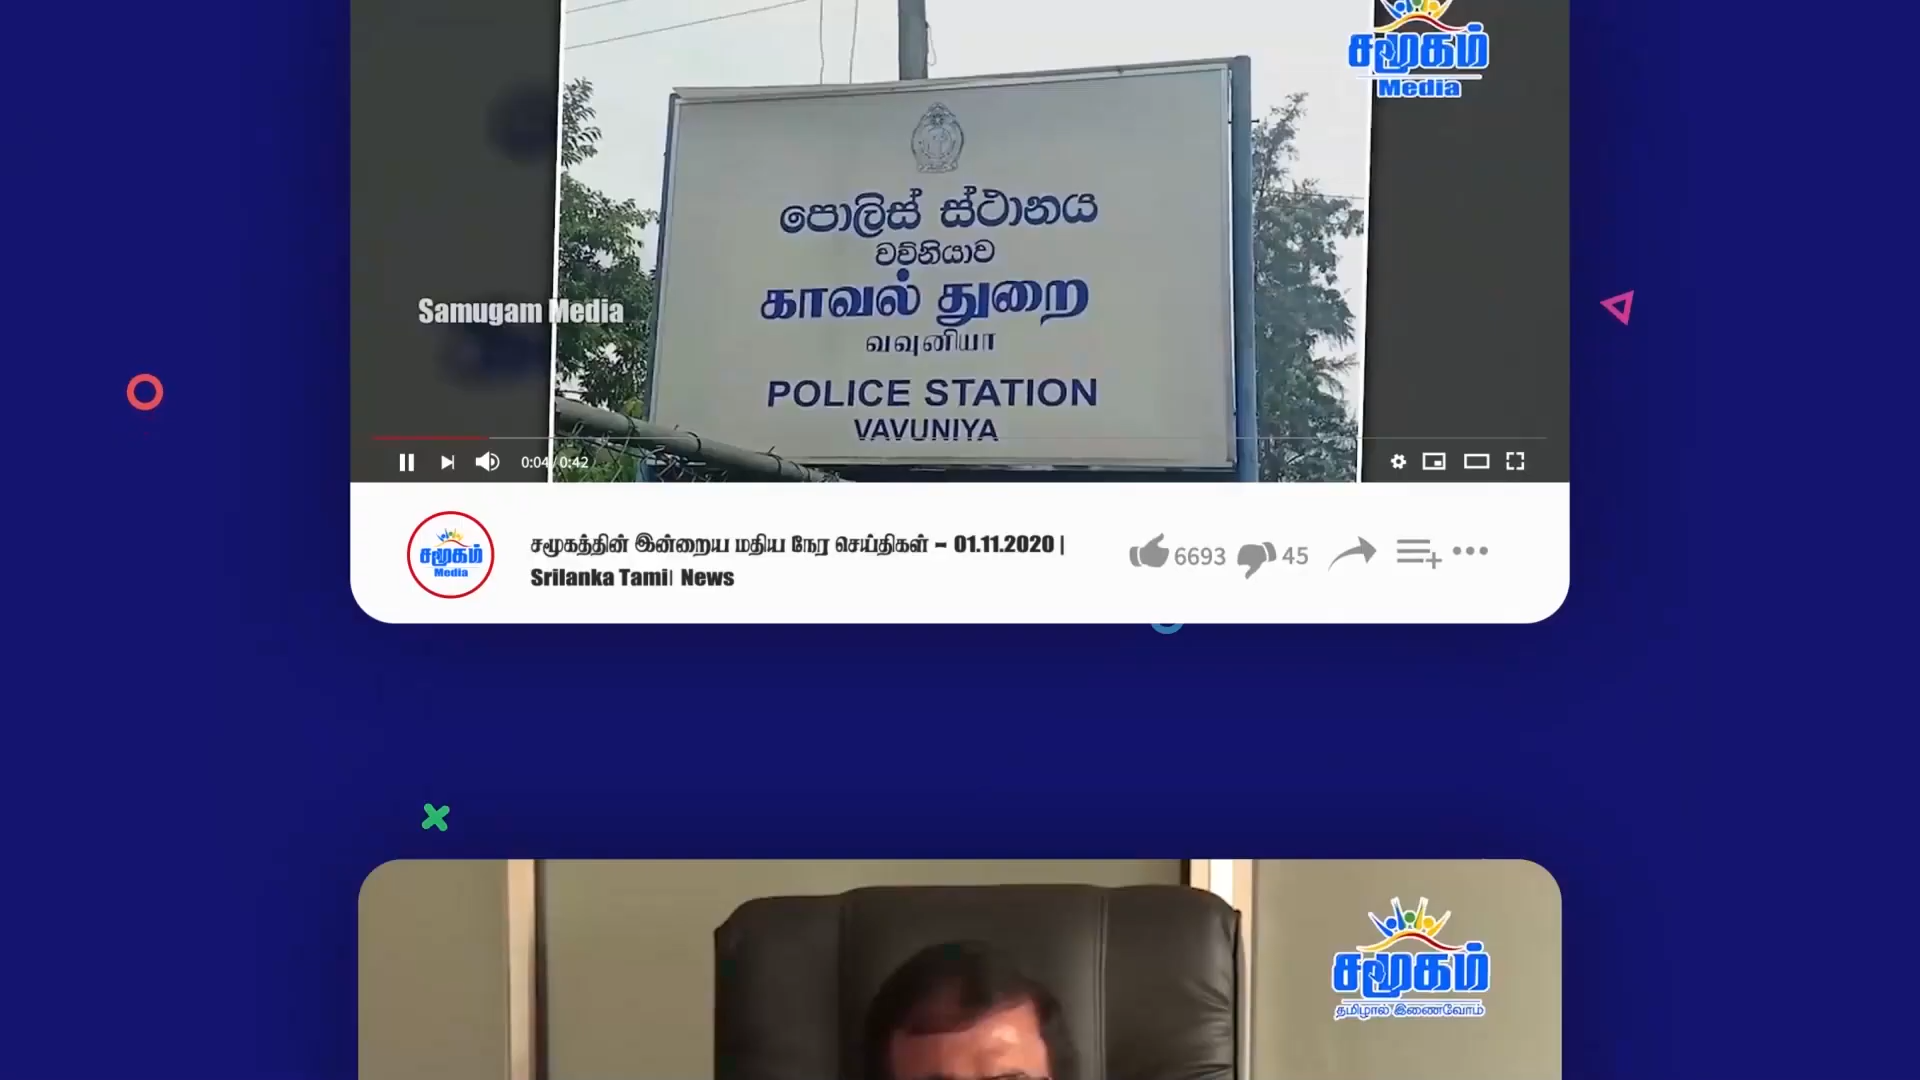 சமூகம்
Media
පොලිස් ස්ථානය
වව්නියාව
காவல் துறை
வவுனியா
POLICE STATION
VAVUNIYA
Samugam Media
0:04/0:42
சமூகம்
Media
சமூகத்தின் இன்றைய மதிய நேர செய்திகள் – 01.11.2020 |
Srilanka Tamil News
6693 45
சமூகம்
தமிழால் இணைவோம்